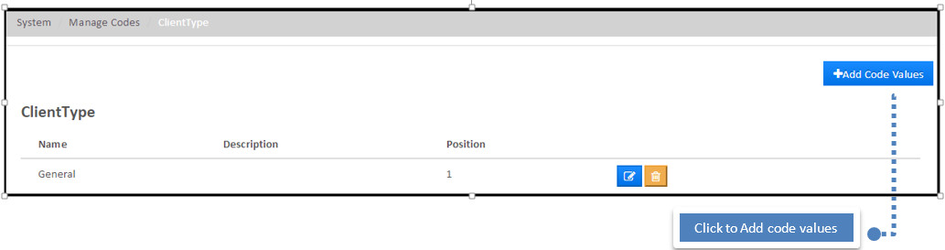 System Manage Codes ClientType
+Add Code Values
ClientType
Name Description Position
General 1
Click to Add code values